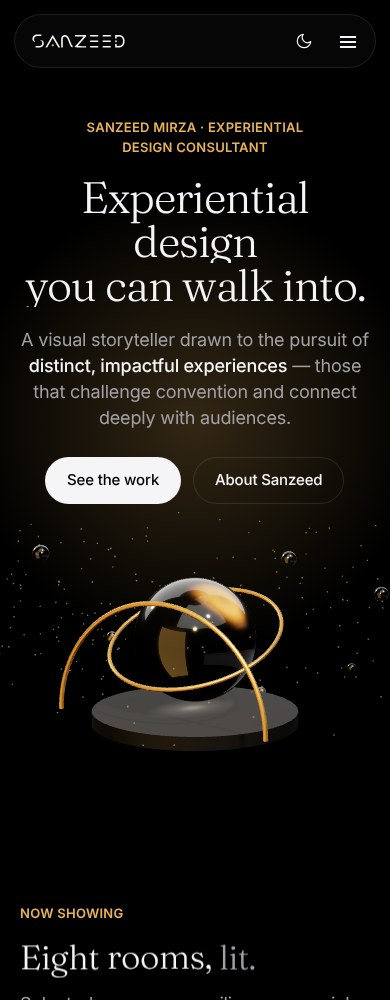 SANZEED
SANZEED MIRZA · EXPERIENTIAL
DESIGN CONSULTANT
Experiential
design
you can walk into.
A visual storyteller drawn to the pursuit of
distinct, impactful experiences — those
that challenge convention and connect
deeply with audiences.
See the work
About Sanzeed
NOW SHOWING
Eight rooms, lit.